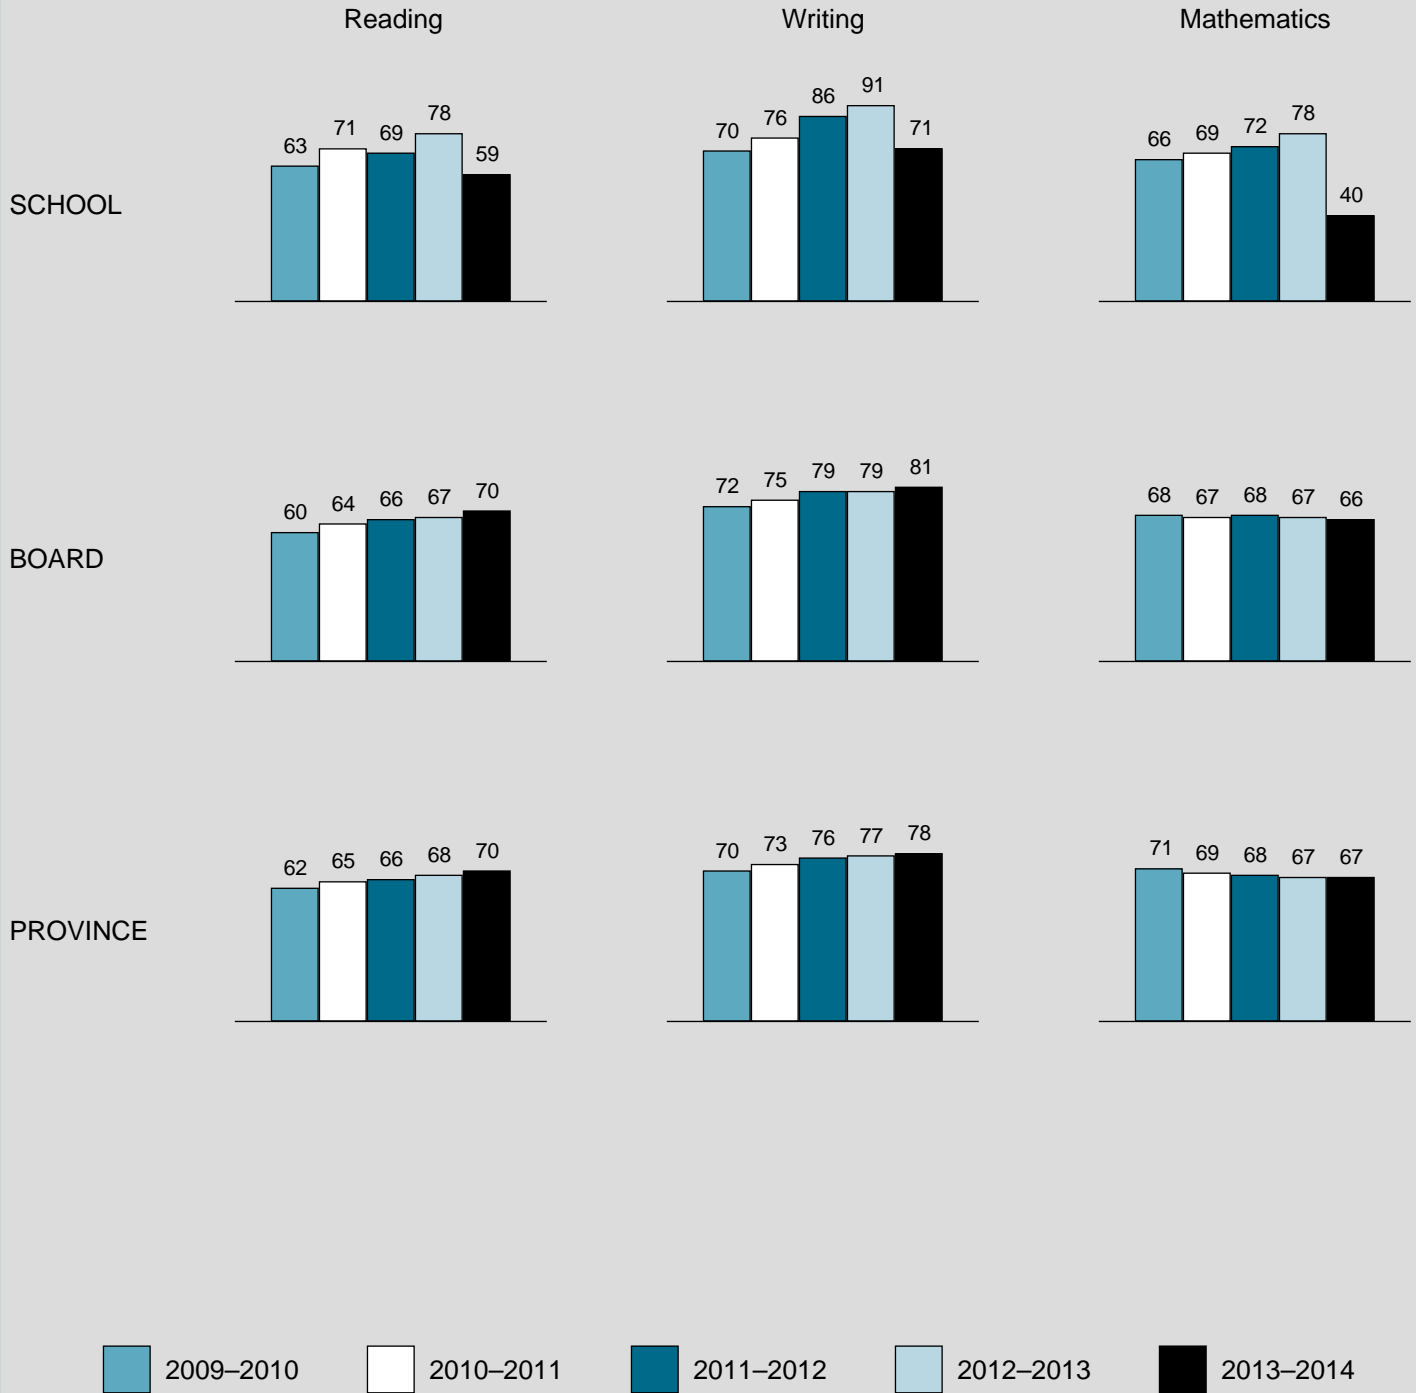 Reading Writing Mathematics
SCHOOL
63 71 69 78 59
70 76 86 91 71
66 69 72 78 40
BOARD
60 64 66 67 70
72 75 79 79 81
68 67 68 67 66
PROVINCE
62 65 66 68 70
70 73 76 77 78
71 69 68 67 67
2009–2010 2010–2011 2011–2012 2012–2013 2013–2014